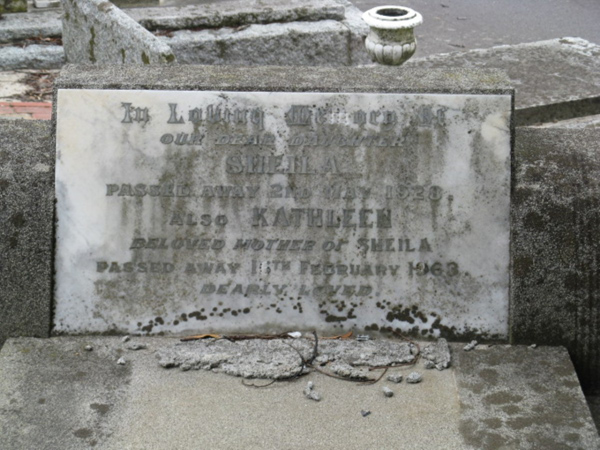 In Loving Memory Of
OUR DEAR DAUGHTER
SHEILA
PASSED AWAY MAY
ALSO KATHLEEN
BELOVED MOTHER OF SHEILA
PASSED AWAY FEBRUARY 1963
DEARLY LOVED